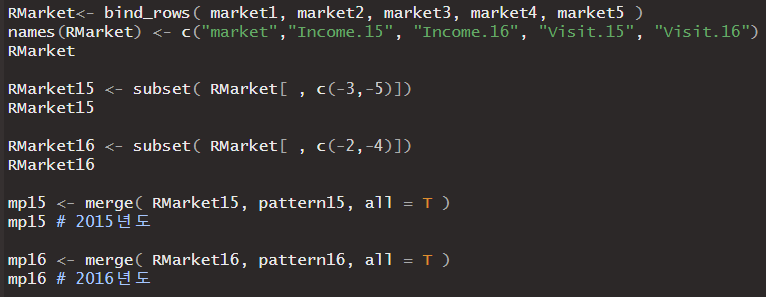 RMarket<- bind_rows( market1, market2, market3, market4, market5 )
names(RMarket) <- c("market","Income.15", "Income.16", "Visit.15", "Visit.16")
RMarket
RMarket15 <- subset( RMarket[ , c(-3,-5)])
RMarket15
RMarket16 <- subset( RMarket[ , c(-2,-4)])
RMarket16
mp15 <- merge( RMarket15, pattern15, all = T )
mp15 # 2015년도
mp16 <- merge( RMarket16, pattern16, all = T )
mp16 # 2016년도